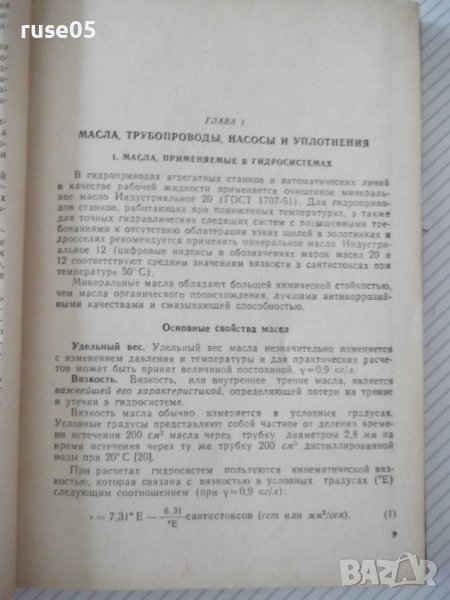 ruse05
ГЛАВА 1
МАСЛА, ТРУБОПРОВОДЫ, НАСОСЫ И УПЛОТНЕНИЯ
1. МАСЛА, ПРИМЕНЯЕМЫЕ В ГИДРОСИСТЕМАХ
В гидроприводах агрегатных станков и автоматических линий
в качестве рабочей жидкости применяется очищенное минераль-
ное масло Индустриальное 20 (ГОСТ 1707-51). Для гидроприво-
дов станков, работающих при пониженных температурах, а также
для точных гидравлических следящих систем с повышенными тре-
бованиями к отсутствию облитерации узких щелей в золотниках и
дросселях рекомендуется применять минеральное масло Индустри-
альное 12 (цифровые индексы в обозначениях марок масел 20 и
12 соответствуют средним значениям вязкости в сантистоксах при
температуре 50°С).
Минеральные масла обладают большей химической стойкостью,
чем масла органического происхождения, лучшими антикоррозий-
ными качествами и смазывающей способностью.
Основные свойства масел
Удельный вес. Удельный вес масла незначительно изменяется
с изменением давления и температуры и для практических расче-
тов может быть принят величиной постоянной, γ=0,9 кг/л.
Вязкость. Вязкость, или внутреннее трение масла, является
важнейшей его характеристикой, определяющей потери на трение
и утечки в гидросистеме.
Вязкость масла обычно измеряется в условных градусах.
Условные градусы представляют собой частное от деления време-
ни истечения 200 см³ масла через трубку диаметром 2,8 мм на
время истечения через ту же трубку 200 см³ дистиллированной
воды при 20°С [20].
При расчетах гидросистем пользуются кинематической вяз-
костью, которая связана с вязкостью в условных градусах (°Е)
следующим соотношением (при γ=0,9 кг/л):
ν = 7,31°Е − 6,31/°Е сантистоксов (сст или мм²/сек). (1)
9
BAZAR